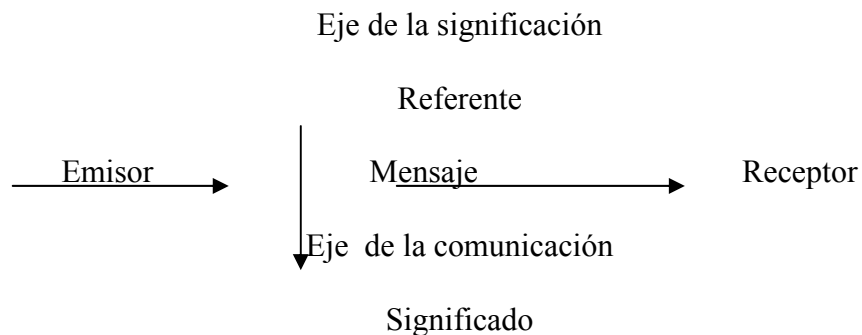 Eje de la significación
Referente
Emisor Mensaje Receptor
Eje de la comunicación
Significado